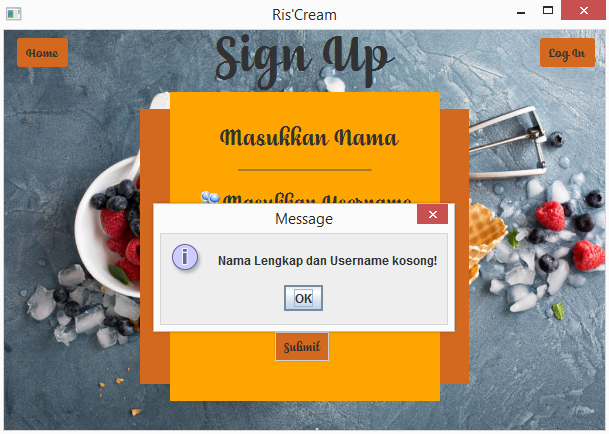 Ris'Cream
Home
Sign Up
Log In
Masukkan Nama
Masukkan Username
Message
Nama Lengkap dan Username kosong!
OK
Submit